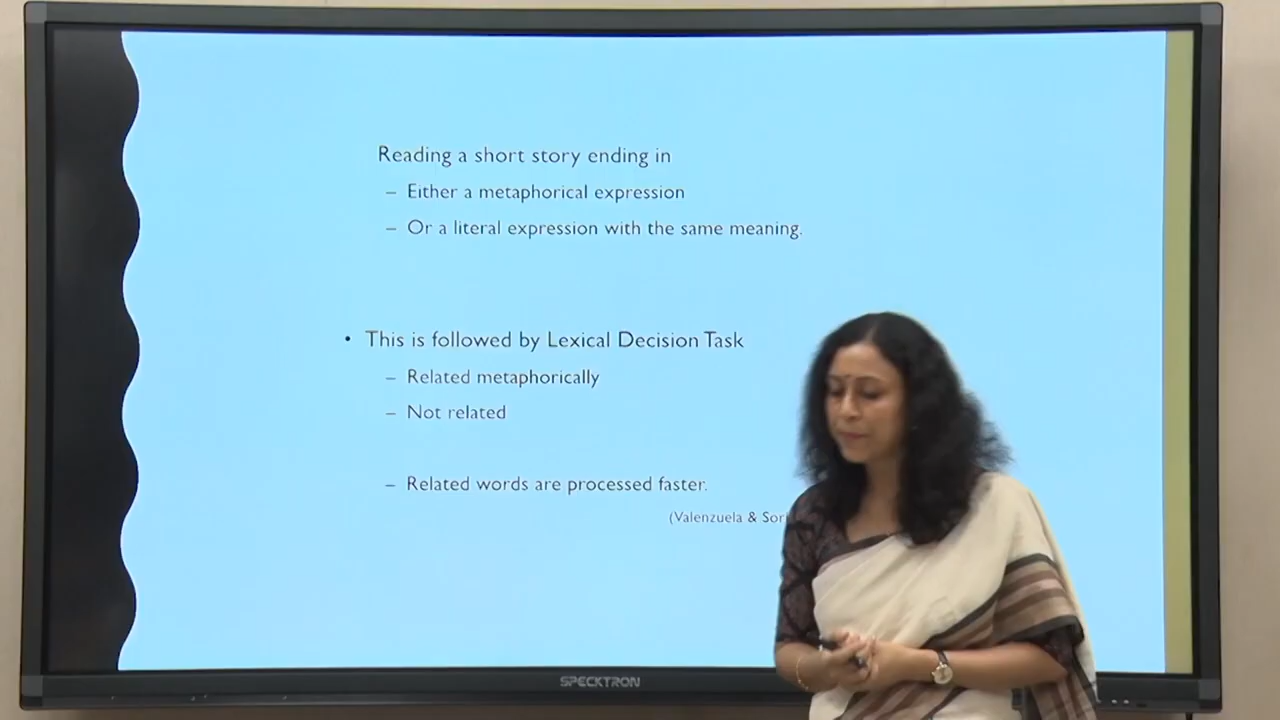 Reading a short story ending in
– Either a metaphorical expression
– Or a literal expression with the same meaning.
• This is followed by Lexical Decision Task
– Related metaphorically
– Not related
– Related words are processed faster.
(Valenzuela &
SPECKTRON